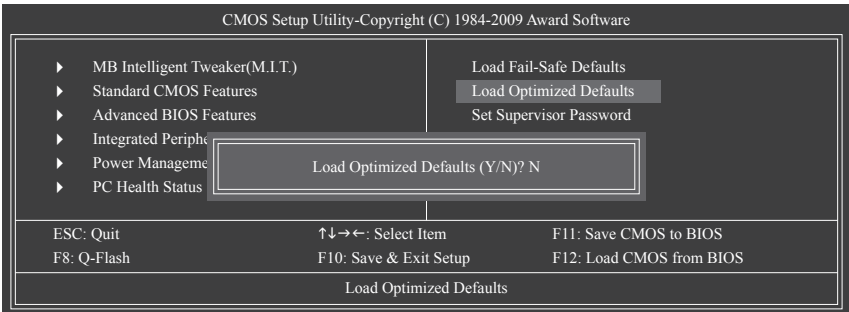 CMOS Setup Utility-Copyright (C) 1984-2009 Award Software
MB Intelligent Tweaker(M.I.T.)
Standard CMOS Features
Advanced BIOS Features
Integrated Periphe
Power Manageme
PC Health Status
Load Fail-Safe Defaults
Load Optimized Defaults
Set Supervisor Password
Load Optimized Defaults (Y/N)? N
ESC: Quit
↑↓→←: Select Item
F11: Save CMOS to BIOS
F8: Q-Flash
F10: Save & Exit Setup
F12: Load CMOS from BIOS
Load Optimized Defaults